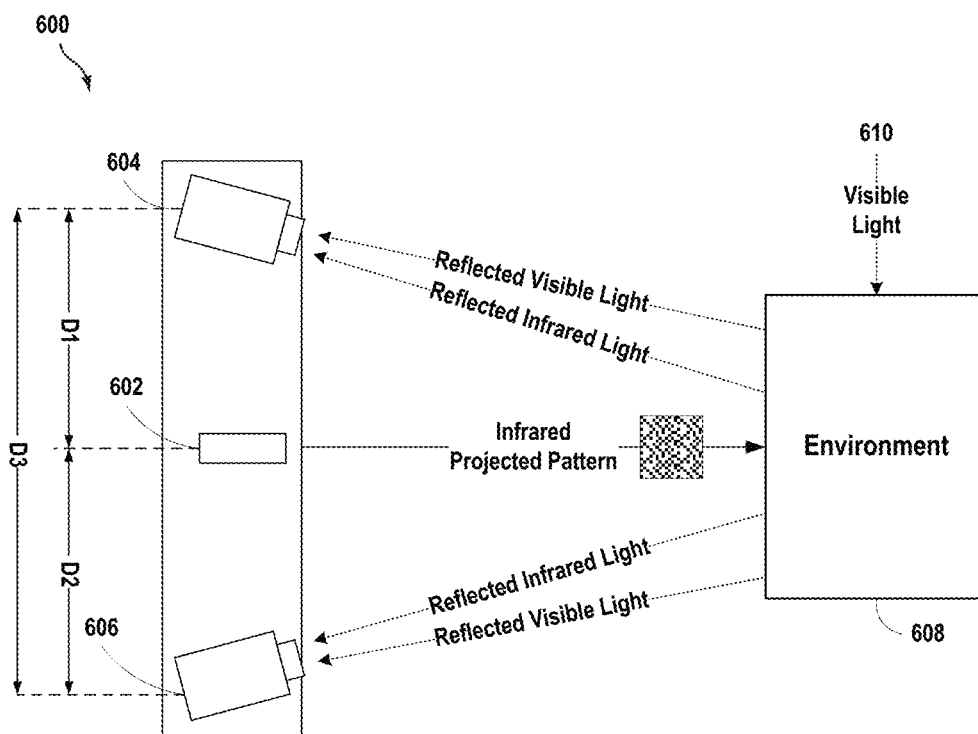 600
604
610
Visible
Light
Reflected Visible Light
Reflected Infrared Light
D1
602
D3
Infrared
Projected Pattern
Environment
D2
Reflected Infrared Light
Reflected Visible Light
606
608